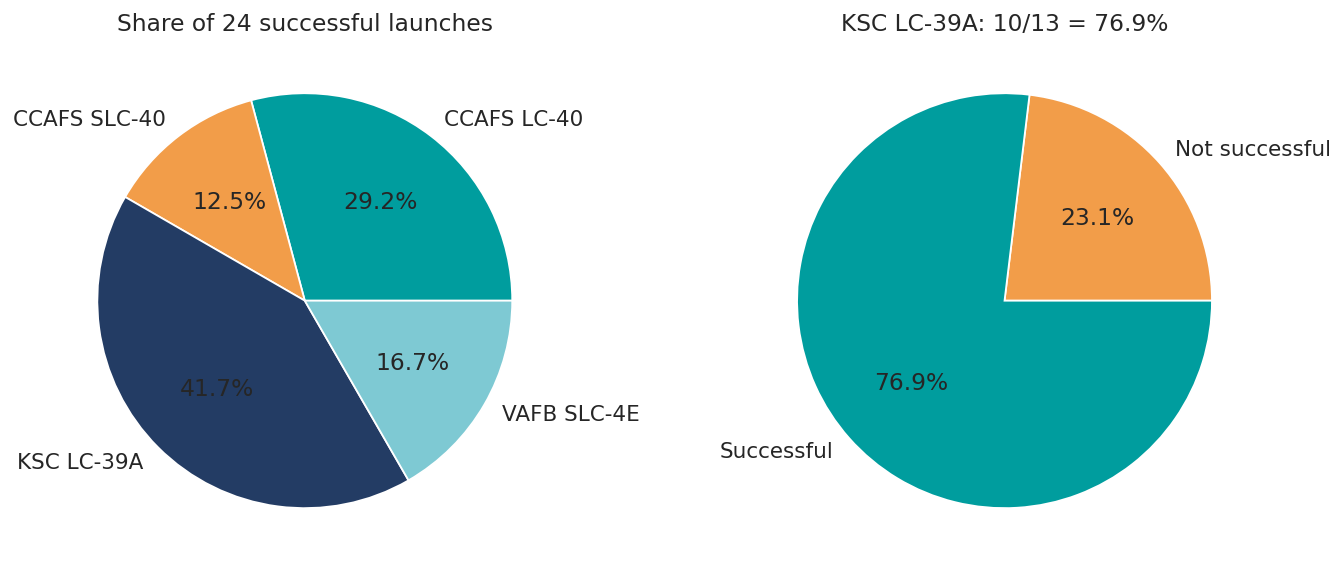 Share of 24 successful launches
CCAFS SLC-40
CCAFS LC-40
12.5%
29.2%
41.7%
16.7%
KSC LC-39A
VAFB SLC-4E
KSC LC-39A: 10/13 = 76.9%
Not successful
23.1%
76.9%
Successful